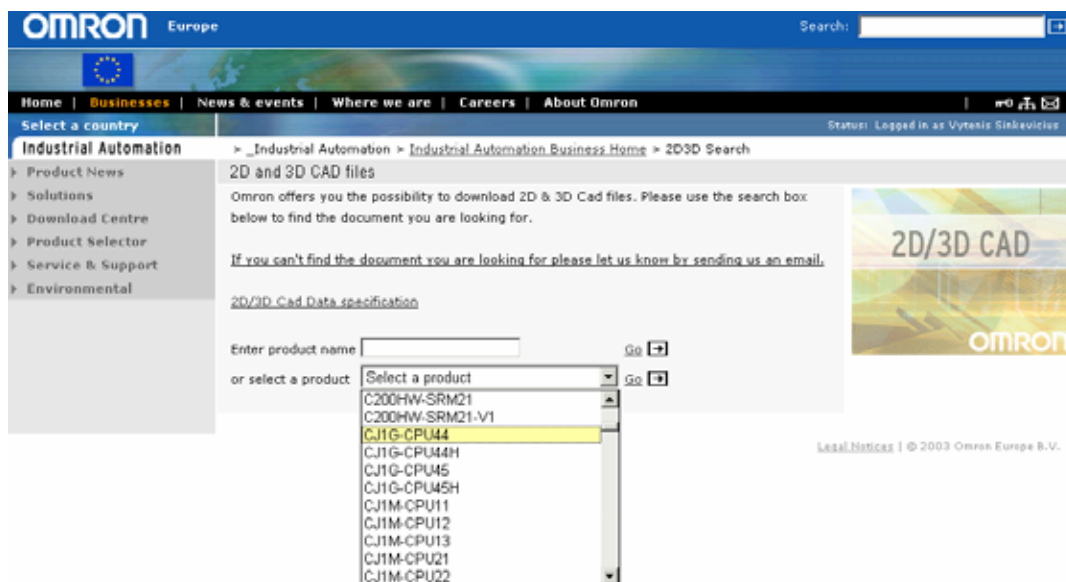 OMRON Europe Search:
Home | Businesses | News & events | Where we are | Careers | About Omron |
Select a country Status: Logged in as Vytenis Sinkevicius
Industrial Automation > _Industrial Automation > Industrial Automation Business Home > 2D3D Search
Product News
Solutions
Download Centre
Product Selector
Service & Support
Environmental
2D and 3D CAD files
Omron offers you the possibility to download 2D & 3D Cad files. Please use the search box
below to find the document you are looking for.
If you can't find the document you are looking for please let us know by sending us an email.
2D/3D Cad Data specification
Enter product name Go
or select a product Select a product Go
C200HW-SRM21
C200HW-SRM21-V1
CJ1G-CPU44
CJ1G-CPU44H
CJ1G-CPU45
CJ1G-CPU45H
CJ1M-CPU11
CJ1M-CPU12
CJ1M-CPU13
CJ1M-CPU21
CJ1M-CPU22
2D/3D CAD
OMRON
Legal Notices | © 2003 Omron Europe B.V.